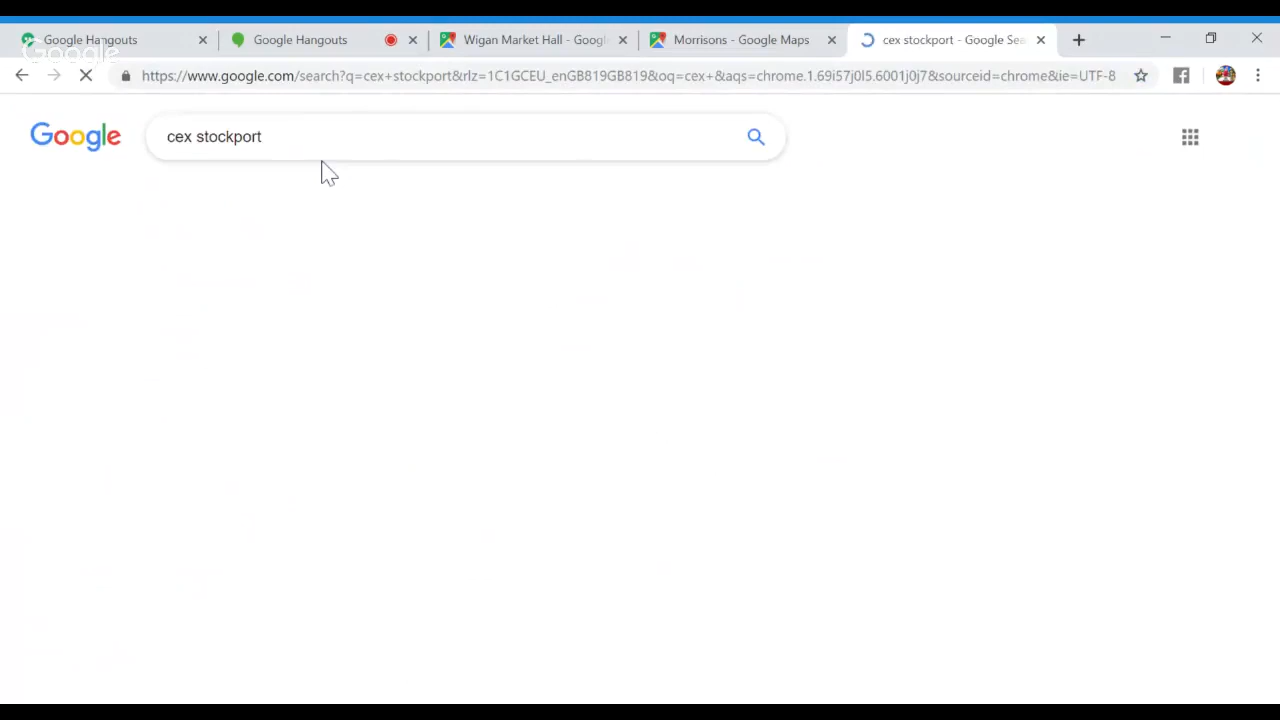 Google Hangouts
Google Hangouts
Wigan Market Hall - Googl
Morrisons - Google Maps
cex stockport - Google Sea
Google
https://www.google.com/search?q=cex+stockport&rlz=1C1GCEU_enGB819GB819&oq=cex+&aqs=chrome.1.69i57j0l5.6001j0j7&sourceid=chrome&ie=UTF-8
Google
cex stockport